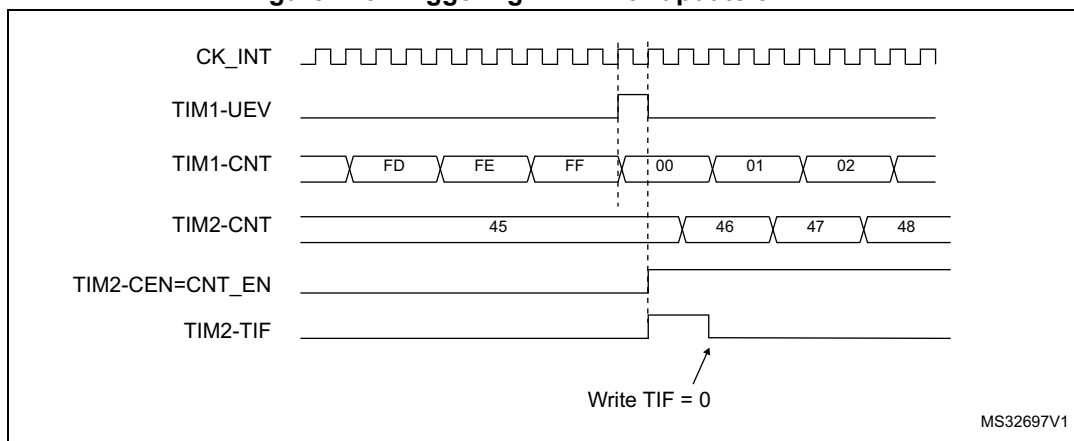 CK_INT
TIM1-UEV
TIM1-CNT FD FE FF 00 01 02
TIM2-CNT 45 46 47 48
TIM2-CEN=CNT_EN
TIM2-TIF
Write TIF = 0
MS32697V1